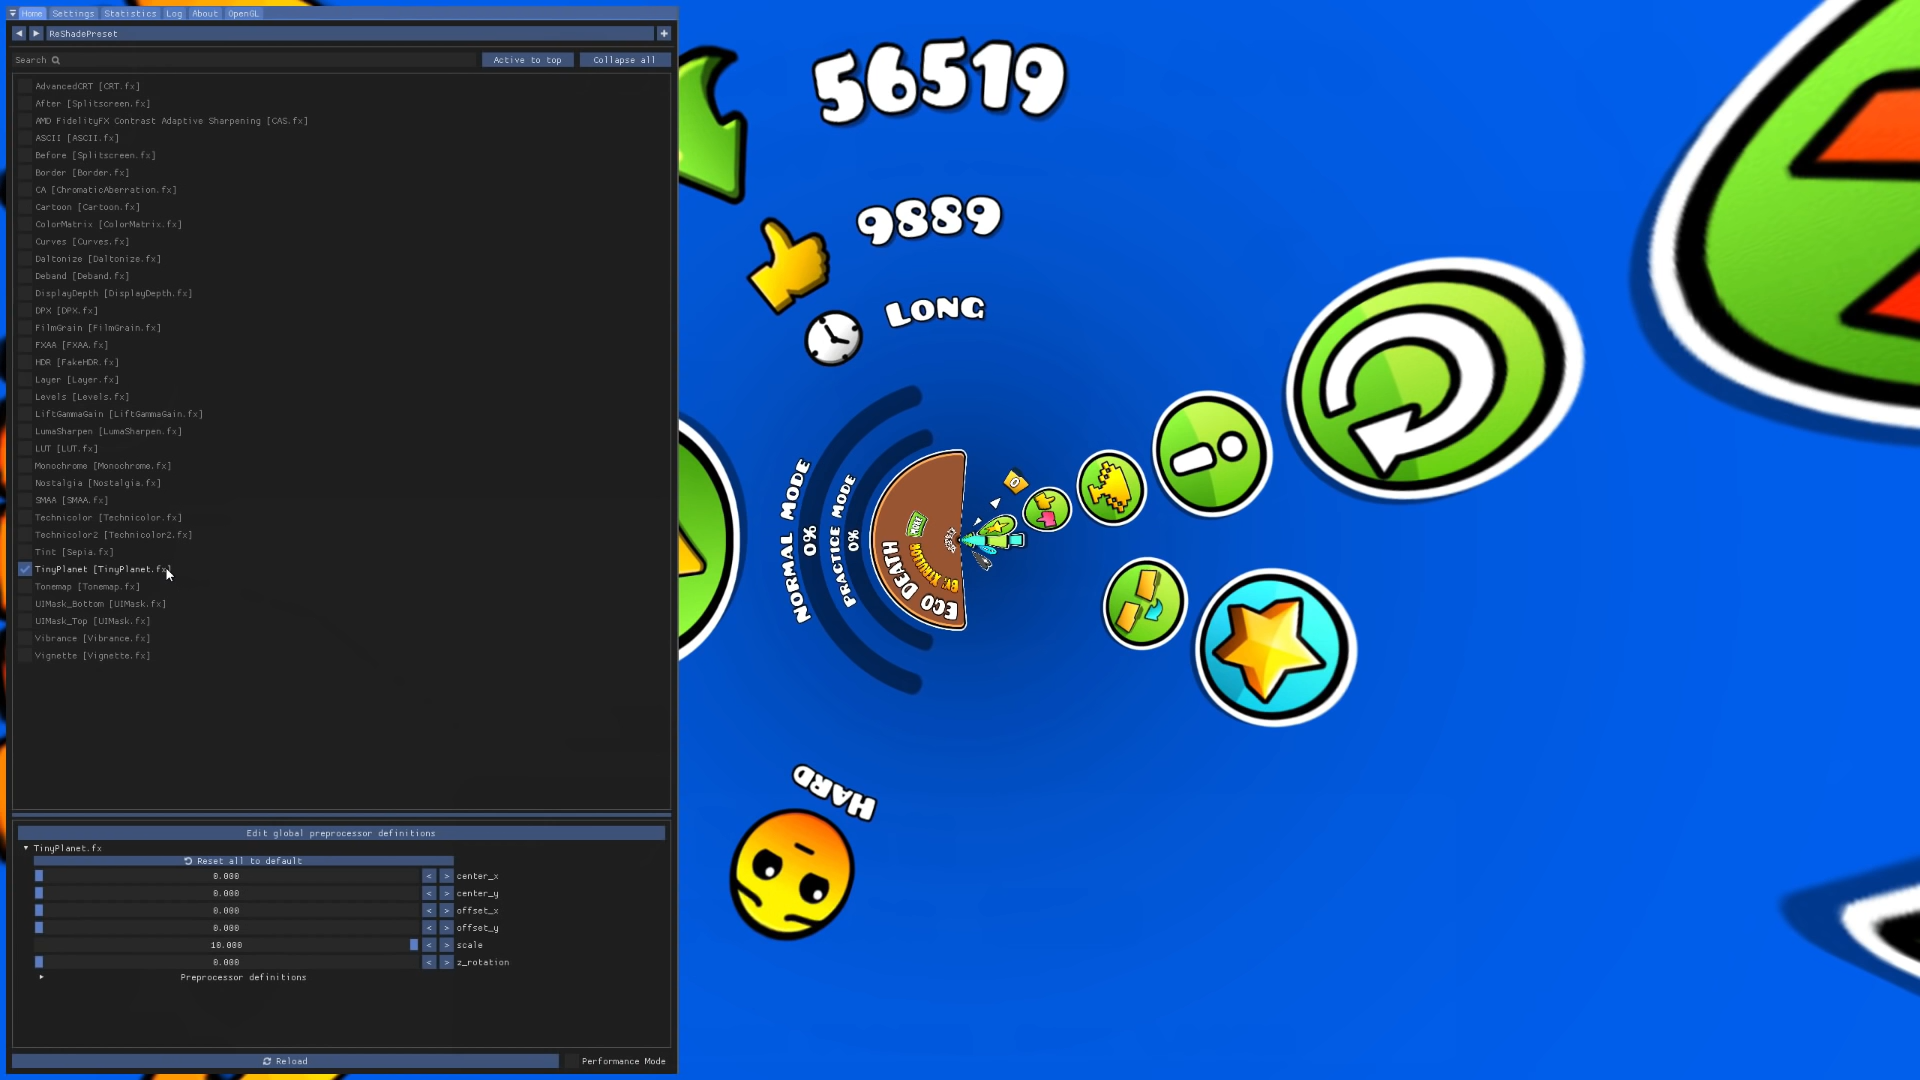 Home Settings Statistics Log About OpenGL
ReShadePreset
Search
Active to top
Collapse all
AdvancedCRT [CRT.fx]
After [Splitscreen.fx]
AMD FidelityFX Contrast Adaptive Sharpening [CAS.fx]
ASCII [ASCII.fx]
Before [Splitscreen.fx]
Border [Border.fx]
CA [ChromaticAberration.fx]
Cartoon [Cartoon.fx]
ColorMatrix [ColorMatrix.fx]
Curves [Curves.fx]
Daltonize [Daltonize.fx]
Deband [Deband.fx]
DisplayDepth [DisplayDepth.fx]
DPX [DPX.fx]
FilmGrain [FilmGrain.fx]
FXAA [FXAA.fx]
HDR [FakeHDR.fx]
Layer [Layer.fx]
Levels [Levels.fx]
LiftGammaGain [LiftGammaGain.fx]
LumaSharpen [LumaSharpen.fx]
LUT [LUT.fx]
Monochrome [Monochrome.fx]
Nostalgia [Nostalgia.fx]
SMAA [SMAA.fx]
Technicolor [Technicolor.fx]
Technicolor2 [Technicolor2.fx]
Tint [Sepia.fx]
TinyPlanet [TinyPlanet.fx]
Tonemap [Tonemap.fx]
UIMask_Bottom [UIMask.fx]
UIMask_Top [UIMask.fx]
Vibrance [Vibrance.fx]
Vignette [Vignette.fx]
Edit global preprocessor definitions
TinyPlanet.fx
Reset all to default
0.000 < > center_x
0.000 < > center_y
0.000 < > offset_x
0.000 < > offset_y
10.000 < > scale
0.000 < > z_rotation
Preprocessor definitions
Reload
Performance Mode
56519
9889
LONG
NORMAL MODE
0%
PRACTICE MODE
0%
ECO DEATH
0
HARD